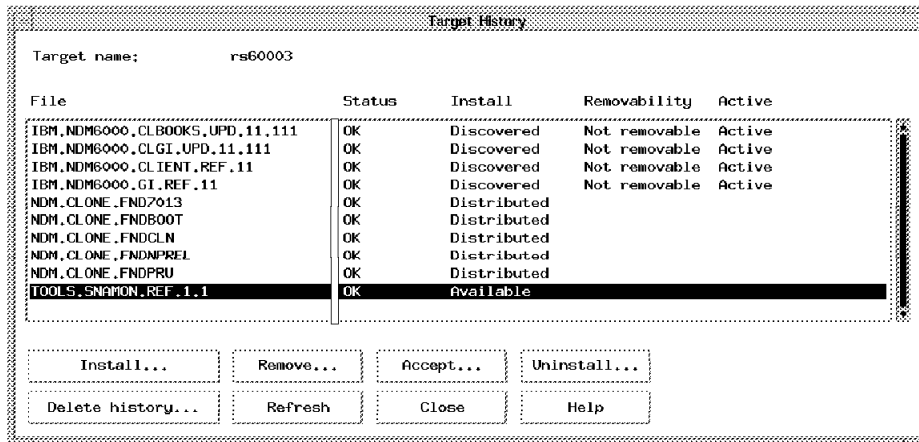 Target History
Target name: rs60003
File Status Install Removability Active
IBM.NDM6000.CLBOOKS.UPD.11.111 OK Discovered Not removable Active
IBM.NDM6000.CLGI.UPD.11.111 OK Discovered Not removable Active
IBM.NDM6000.CLIENT.REF.11 OK Discovered Not removable Active
IBM.NDM6000.GI.REF.11 OK Discovered Not removable Active
NDM.CLONE.FND7013 OK Distributed
NDM.CLONE.FNDBOOT OK Distributed
NDM.CLONE.FNDCLN OK Distributed
NDM.CLONE.FNDNPREL OK Distributed
NDM.CLONE.FNDPRU OK Distributed
TOOLS.SNAMON.REF.1.1 OK Available
Install... Remove... Accept... Uninstall...
Delete history... Refresh Close Help